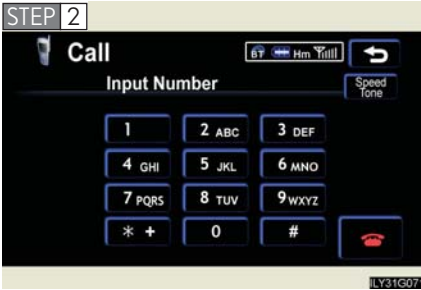 STEP 2
Call BT Hm
Input Number Speed Tone
1 2 ABC 3 DEF
4 GHI 5 JKL 6 MNO
7 PQRS 8 TUV 9 WXYZ
* + 0 #
ILY31G07